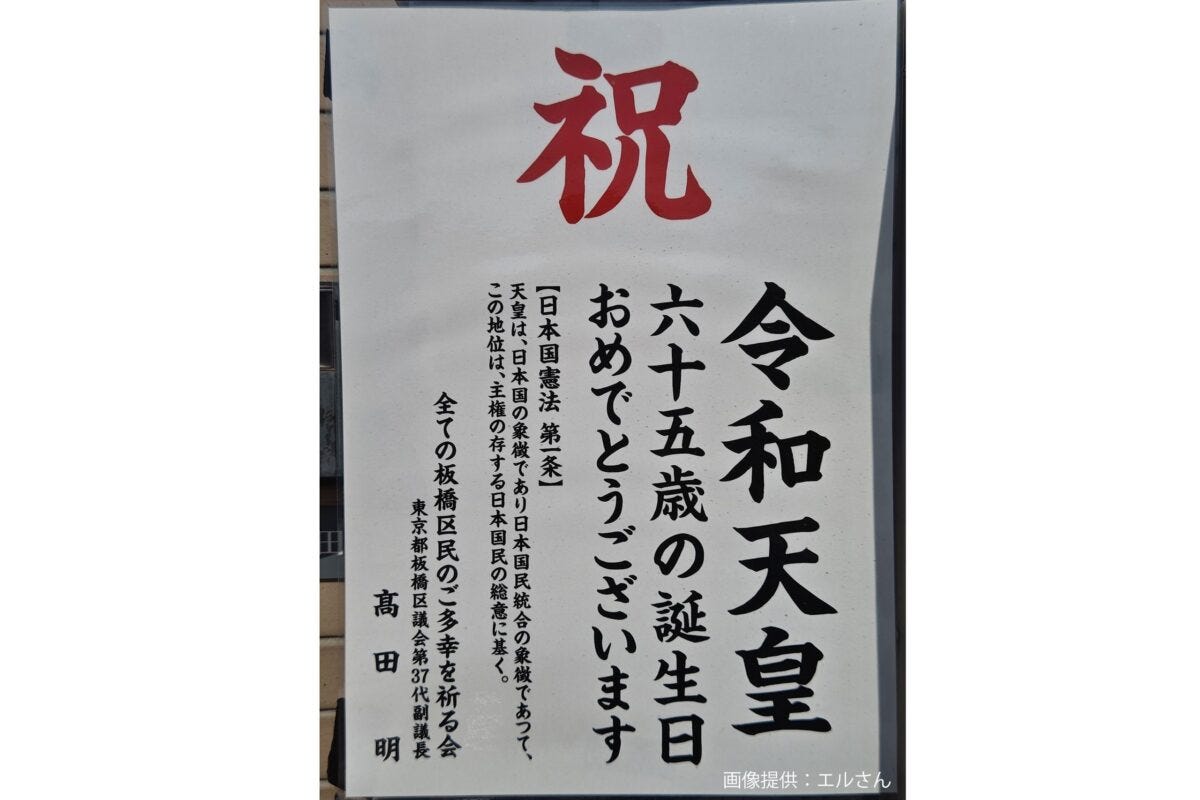 祝
令和天皇
六十五歳の誕生日
おめでとうございます
【日本国憲法 第一条】
天皇は、日本国の象徴であり日本国民統合の象徴であつて、
この地位は、主権の存する日本国民の総意に基く。
全ての板橋区民のご多幸を祈る会
東京都板橋区議会第37代副議長
髙田明
画像提供：エルさん